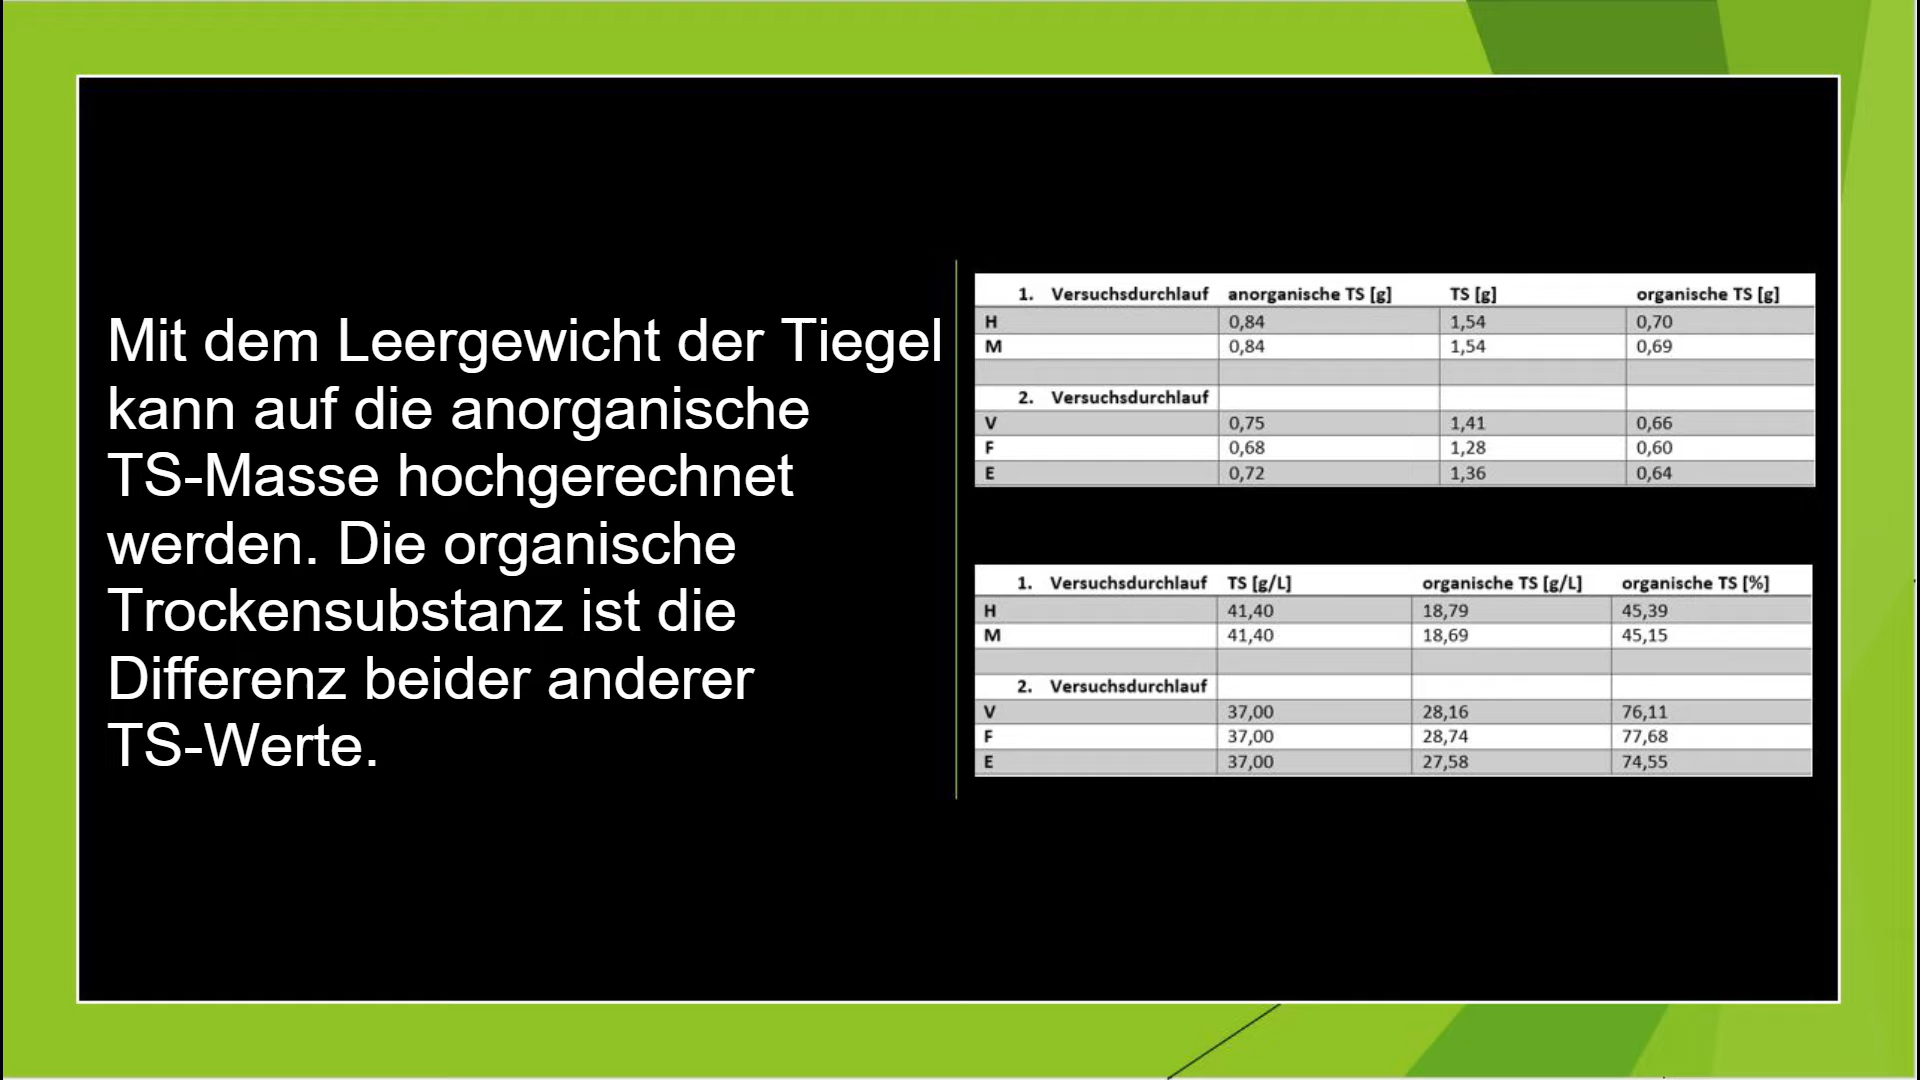 Mit dem Leergewicht der Tiegel
kann auf die anorganische
TS-Masse hochgerechnet
werden. Die organische
Trockensubstanz ist die
Differenz beider anderer
TS-Werte.
1. Versuchsdurchlauf anorganische TS [g] TS [g] organische TS [g]
H 0,84 1,54 0,70
M 0,84 1,54 0,69
2. Versuchsdurchlauf
V 0,75 1,41 0,66
F 0,68 1,28 0,60
E 0,72 1,36 0,64
1. Versuchsdurchlauf TS [g/L] organische TS [g/L] organische TS [%]
H 41,40 18,79 45,39
M 41,40 18,69 45,15
2. Versuchsdurchlauf
V 37,00 28,16 76,11
F 37,00 28,74 77,68
E 37,00 27,58 74,55